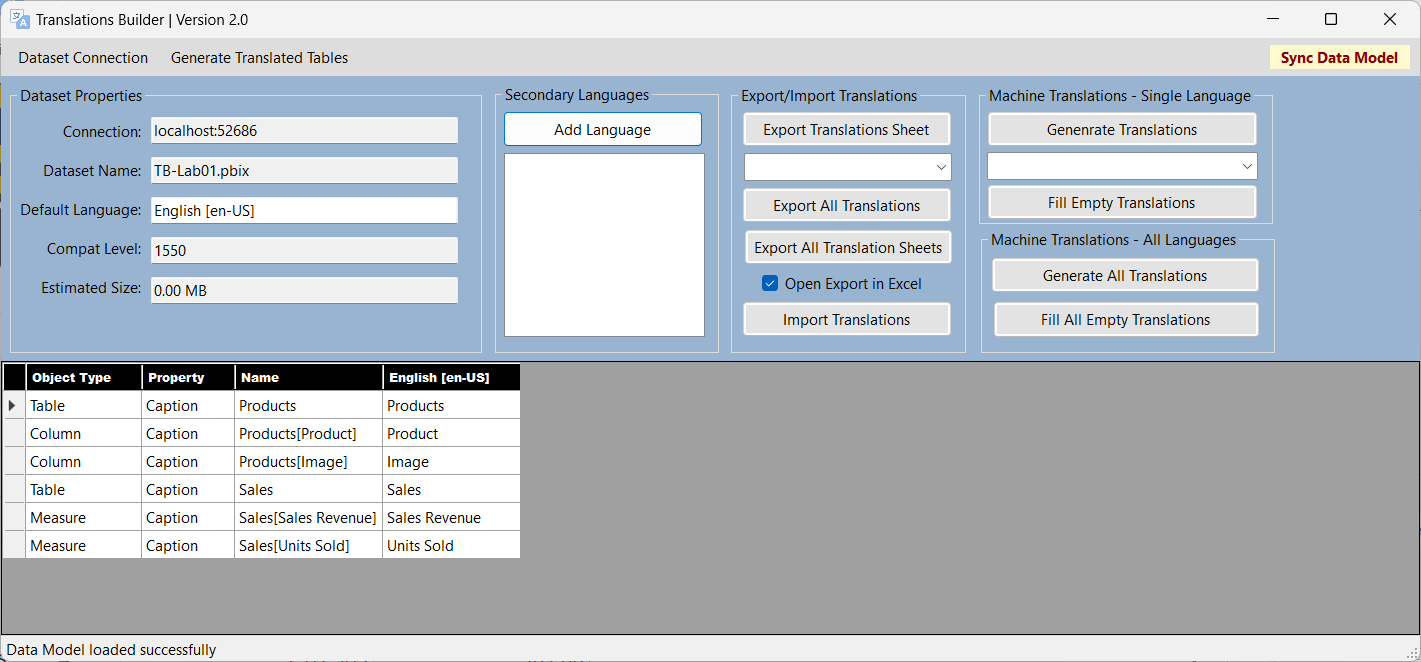 Translations Builder | Version 2.0
Dataset Connection Generate Translated Tables Sync Data Model
Dataset Properties
Connection: localhost:52686
Dataset Name: TB-Lab01.pbix
Default Language: English [en-US]
Compat Level: 1550
Estimated Size: 0.00 MB
Secondary Languages
Add Language
Export/Import Translations
Export Translations Sheet
Export All Translations
Export All Translation Sheets
Open Export in Excel
Import Translations
Machine Translations - Single Language
Genenrate Translations
Fill Empty Translations
Machine Translations - All Languages
Generate All Translations
Fill All Empty Translations
Object Type Property Name English [en-US]
Table Caption Products Products
Column Caption Products[Product] Product
Column Caption Products[Image] Image
Table Caption Sales Sales
Measure Caption Sales[Sales Revenue] Sales Revenue
Measure Caption Sales[Units Sold] Units Sold
Data Model loaded successfully